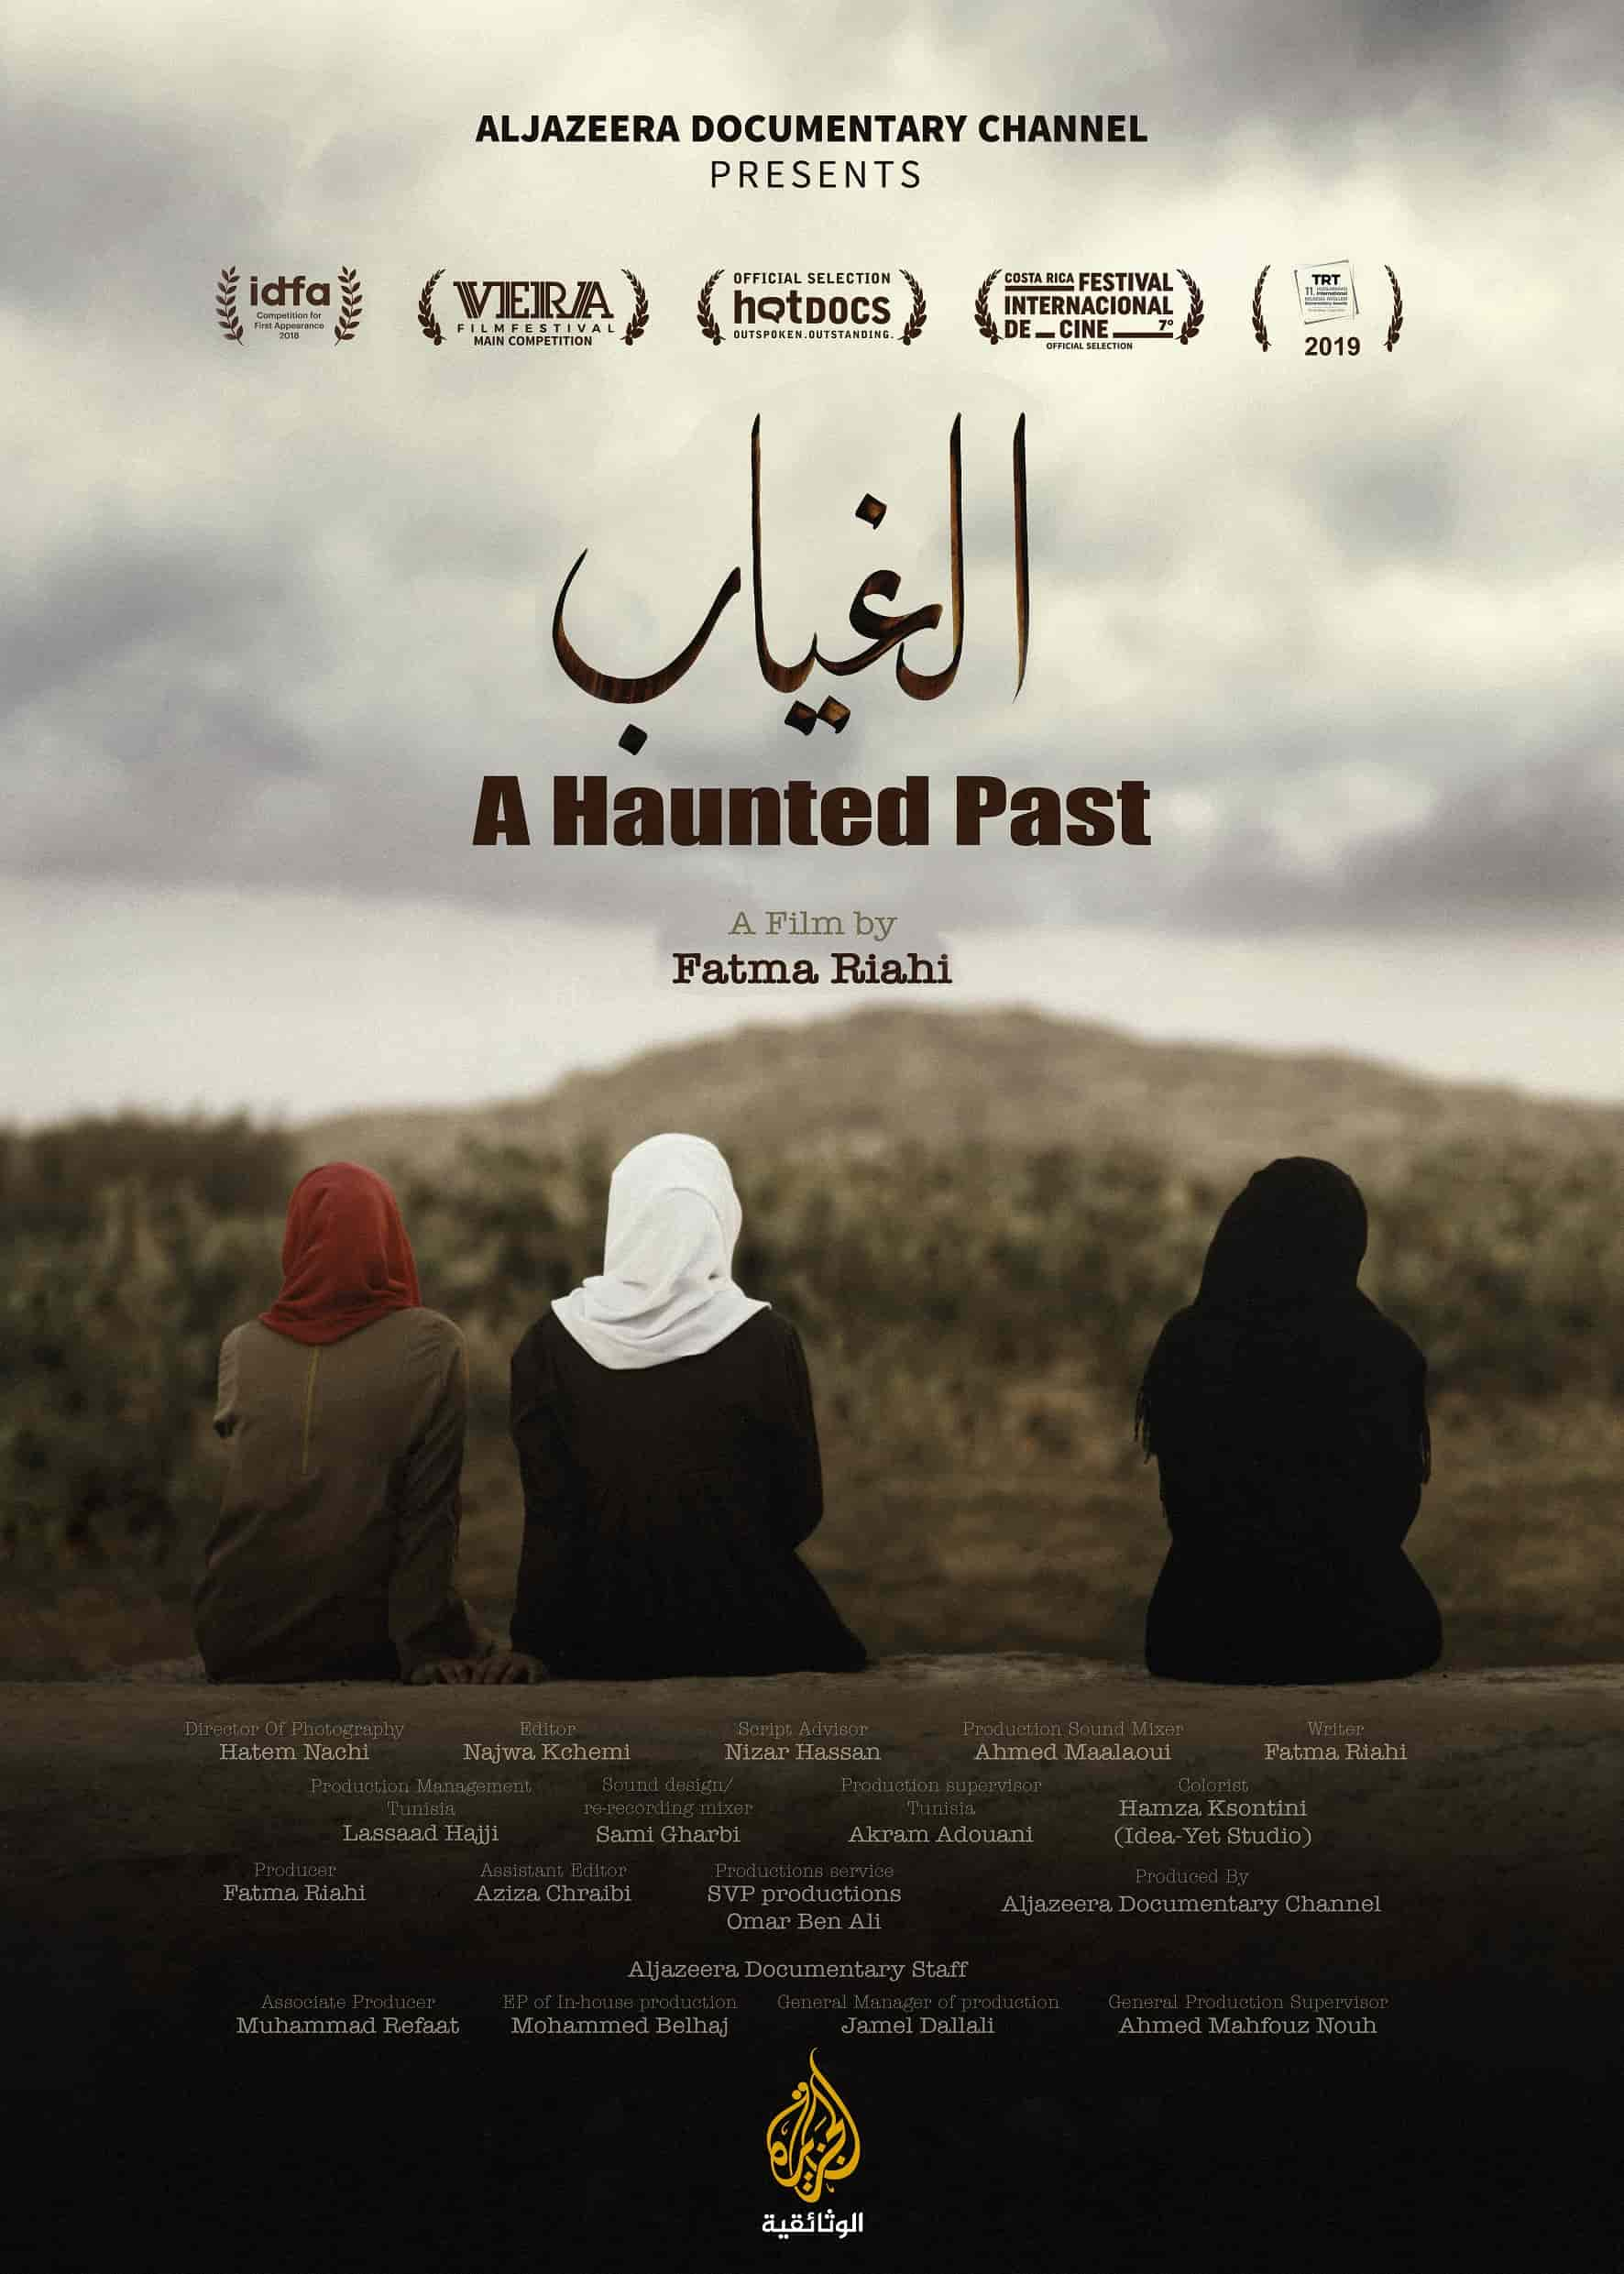 ALJAZEERA DOCUMENTARY CHANNEL
PRESENTS
idfa
Competition for
First Appearance
2018
VERA
FILMFESTIVAL
MAIN COMPETITION
OFFICIAL SELECTION
hotDOCS
OUTSPOKEN.OUTSTANDING.
COSTA RICA FESTIVAL
INTERNACIONAL
DE CINE 7°
OFFICIAL SELECTION
TRT
11.
2019
الغياب
A Haunted Past
A Film by
Fatma Riahi
Director Of Photography
Hatem Nachi
Editor
Najwa Kchemi
Script Advisor
Nizar Hassan
Production Sound Mixer
Ahmed Maalaoui
Writer
Fatma Riahi
Production Management
Tunisia
Lassaad Hajji
Sound design/
re-recording mixer
Sami Gharbi
Production supervisor
Tunisia
Akram Adouani
Colorist
Hamza Ksontini
(Idea-Yet Studio)
Producer
Fatma Riahi
Assistant Editor
Aziza Chraibi
Productions service
SVP productions
Omar Ben Ali
Produced By
Aljazeera Documentary Channel
Aljazeera Documentary Staff
Associate Producer
Muhammad Refaat
EP of In-house production
Mohammed Belhaj
General Manager of production
Jamel Dallali
General Production Supervisor
Ahmed Mahfouz Nouh
الجزيرة
الوثائقية